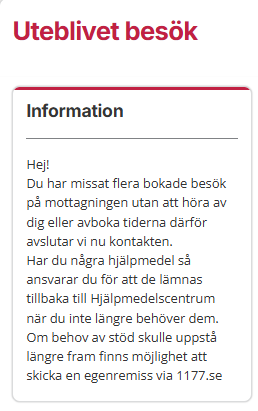 Uteblivet besök
Information
Hej!
Du har missat flera bokade besök
på mottagningen utan att höra av
dig eller avboka tiderna därför
avslutar vi nu kontakten.
Har du några hjälpmedel så
ansvarar du för att de lämnas
tillbaka till Hjälpmedelscentrum
när du inte längre behöver dem.
Om behov av stöd skulle uppstå
längre fram finns möjlighet att
skicka en egenremiss via 1177.se